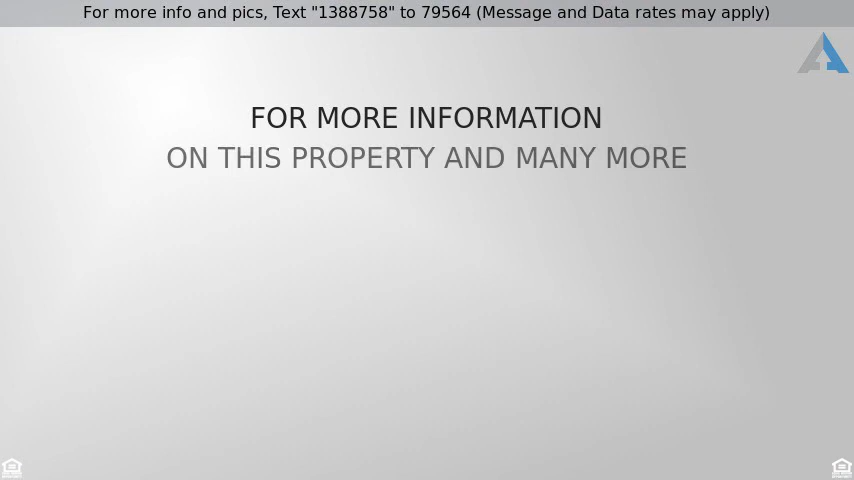 For more info and pics, Text "1388758" to 79564 (Message and Data rates may apply)
FOR MORE INFORMATION
ON THIS PROPERTY AND MANY MORE